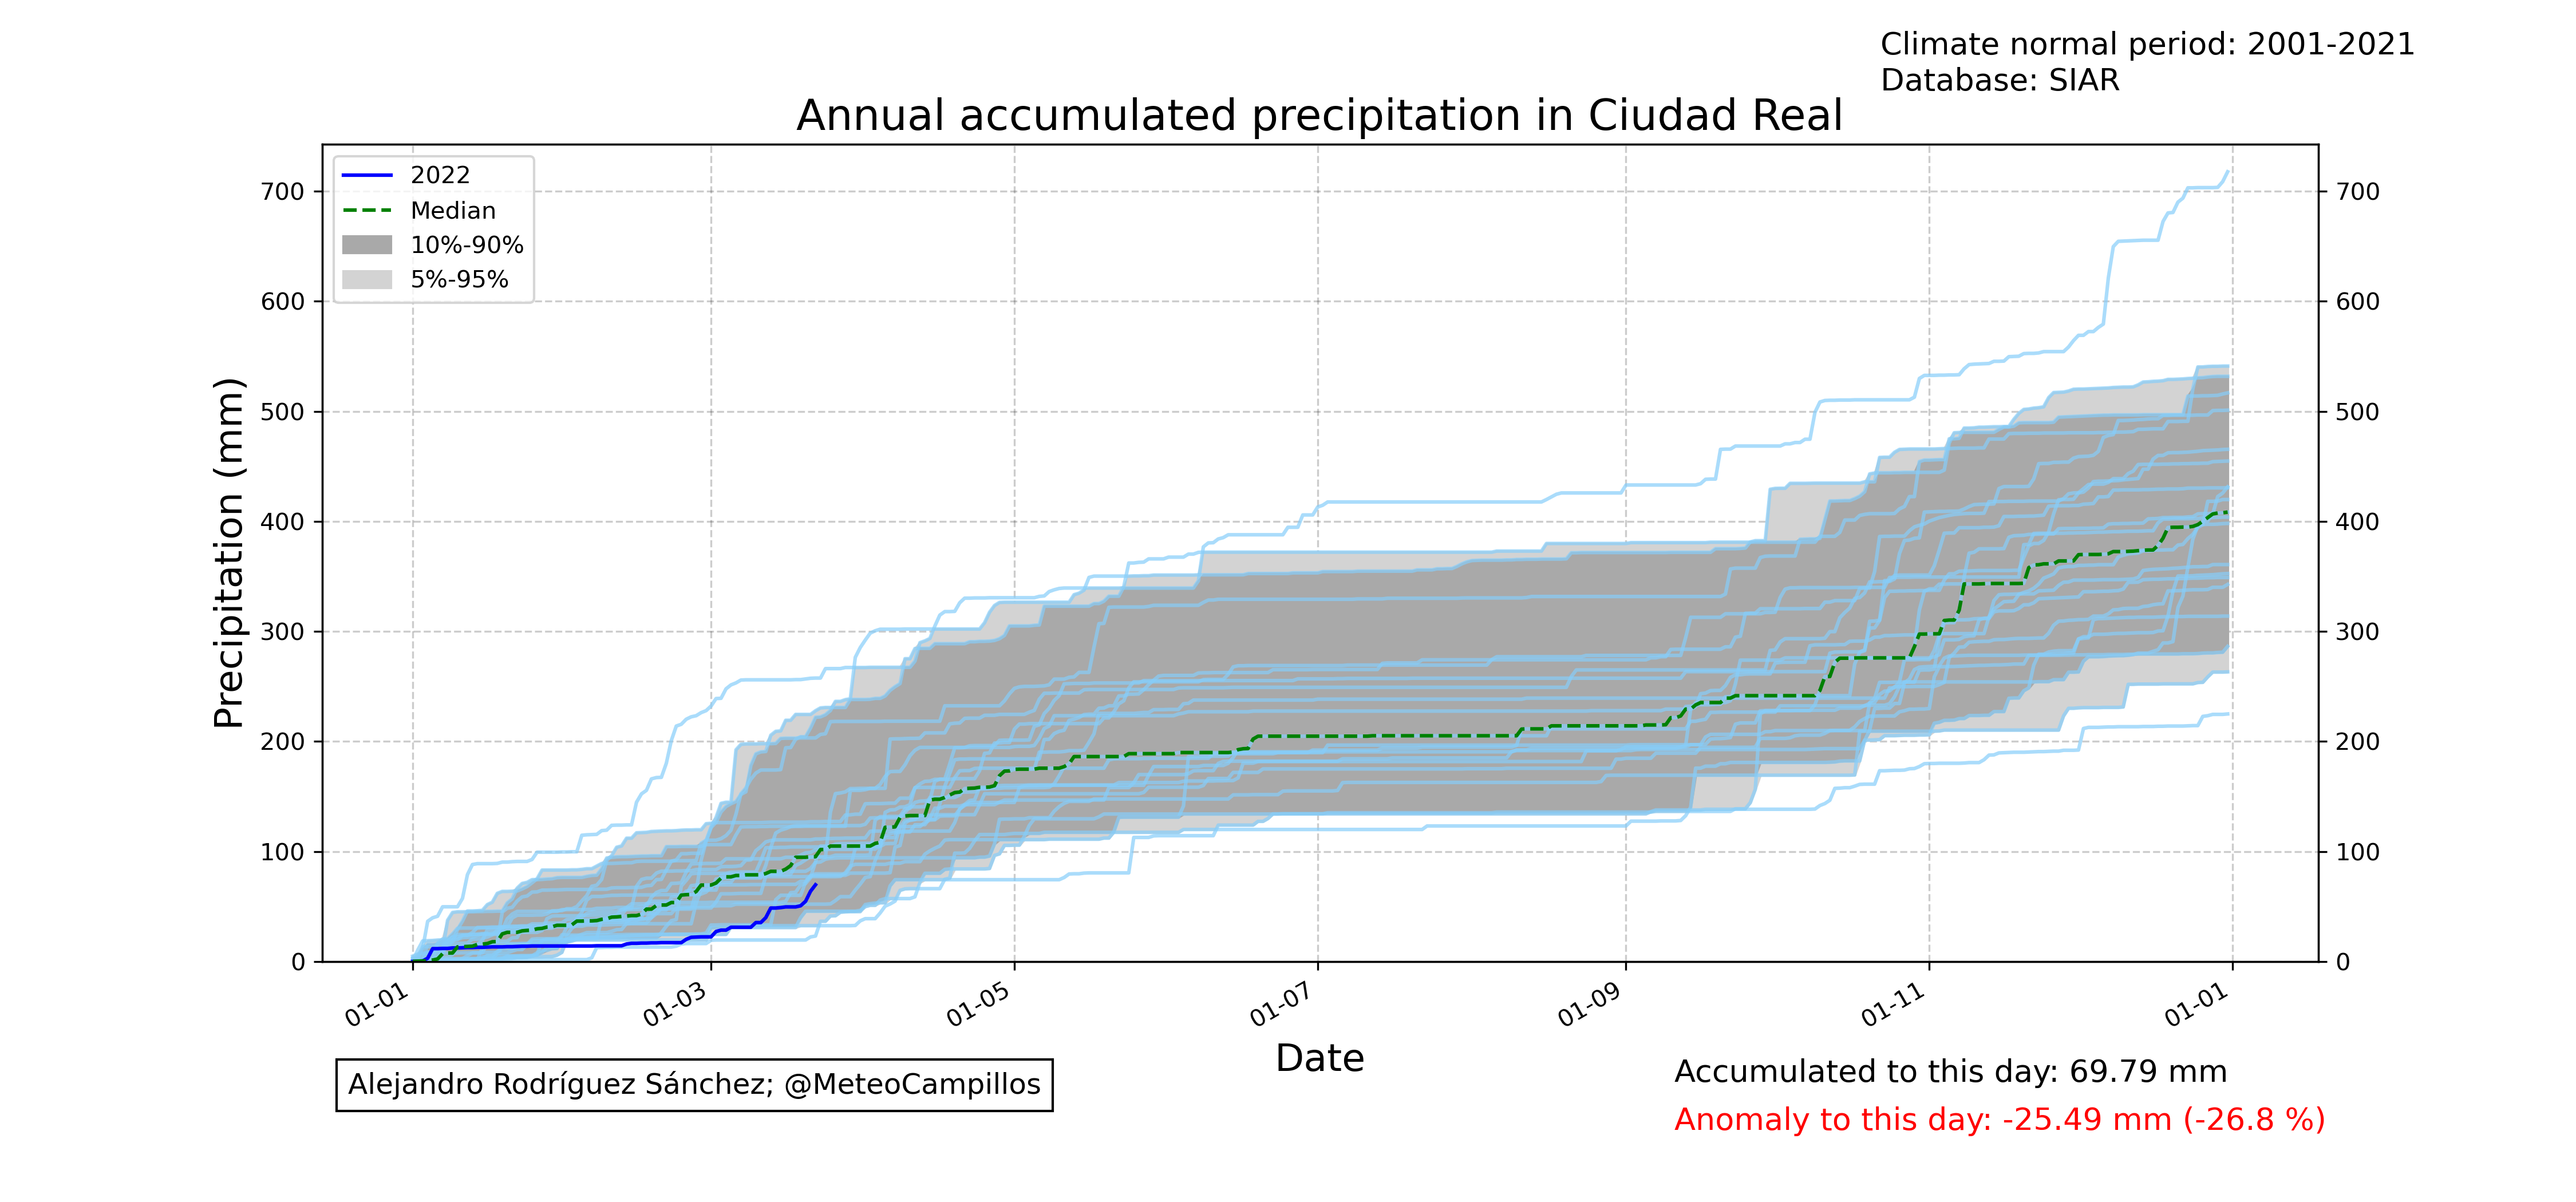 Climate normal period: 2001-2021
Database: SIAR
Annual accumulated precipitation in Ciudad Real
2022
Median
10%-90%
5%-95%
Precipitation (mm)
700
600
500
400
300
200
100
0
700
600
500
400
300
200
100
0
01-01
01-03
01-05
01-07
01-09
01-11
01-01
Date
Alejandro Rodríguez Sánchez; @MeteoCampillos
Accumulated to this day: 69.79 mm
Anomaly to this day: -25.49 mm (-26.8 %)